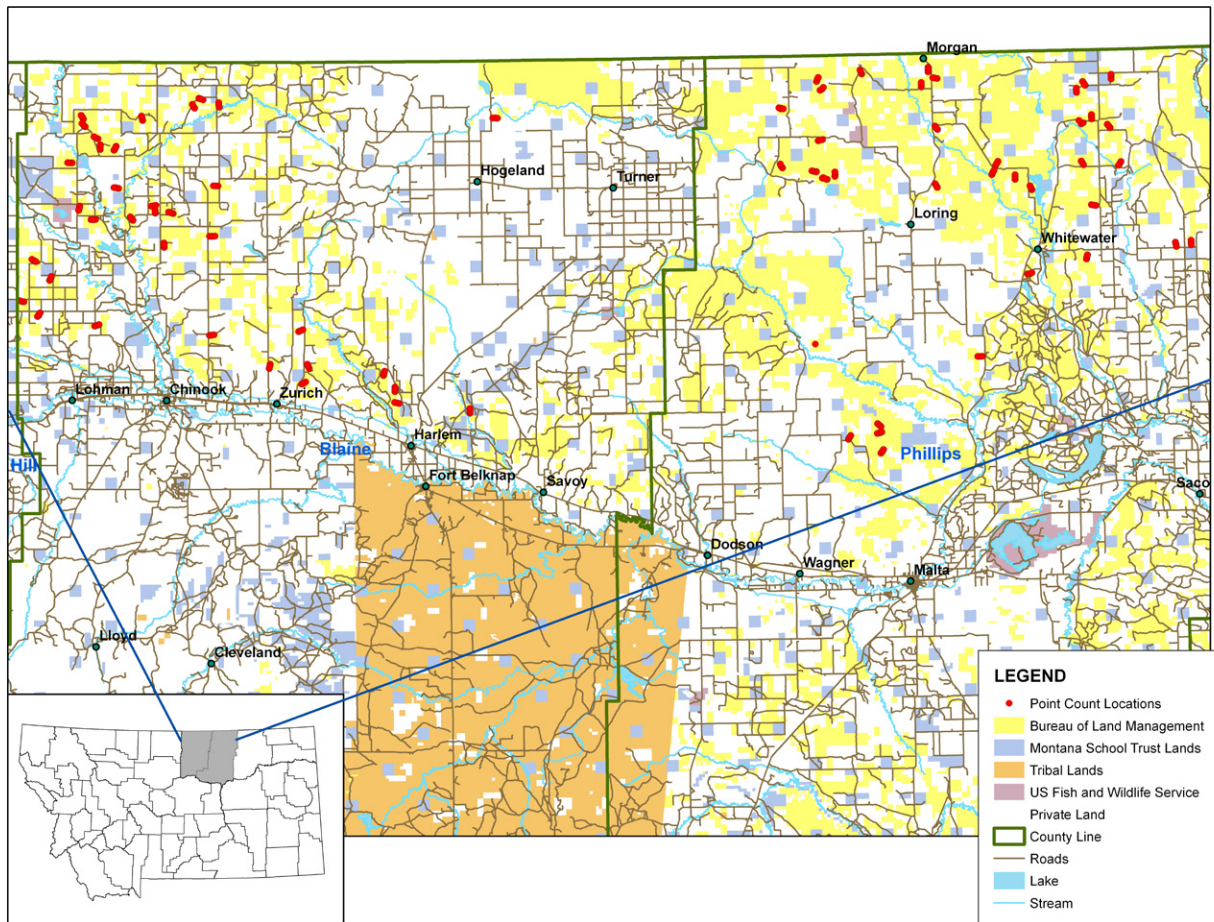 Morgan
Hogeland
Turner
Loring
Whitewater
Lohman
Chinook
Zurich
Harlem
Blaine
Hill
Phillips
Fort Belknap
Savoy
Saco
Dodson
Wagner
Malta
Lloyd
Cleveland
LEGEND
Point Count Locations
Bureau of Land Management
Montana School Trust Lands
Tribal Lands
US Fish and Wildlife Service
Private Land
County Line
Roads
Lake
Stream